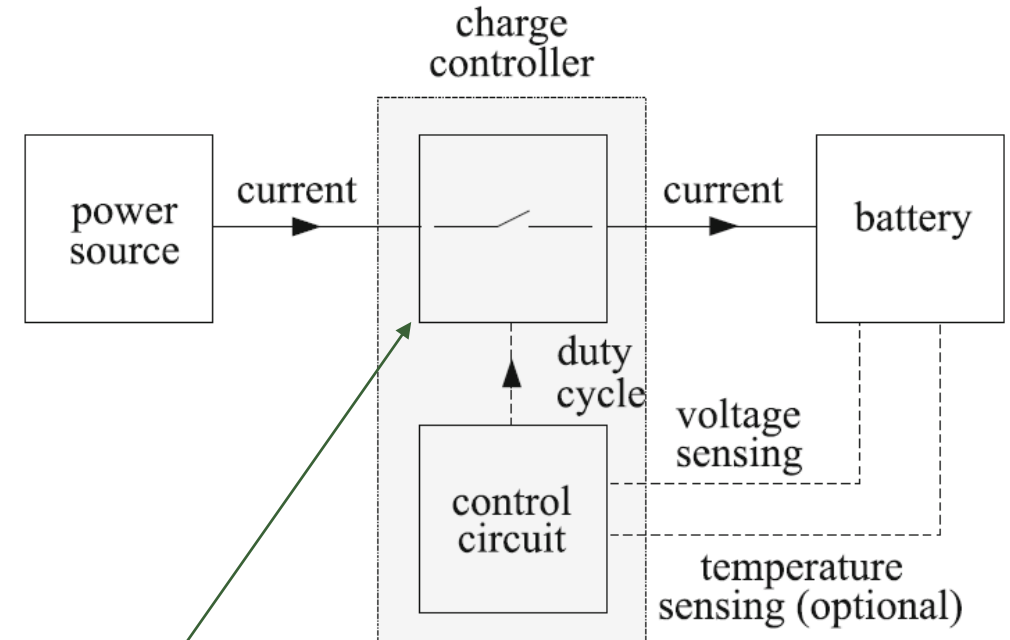 charge
controller
power
source
current
current
battery
duty
cycle
voltage
sensing
control
circuit
temperature
sensing (optional)